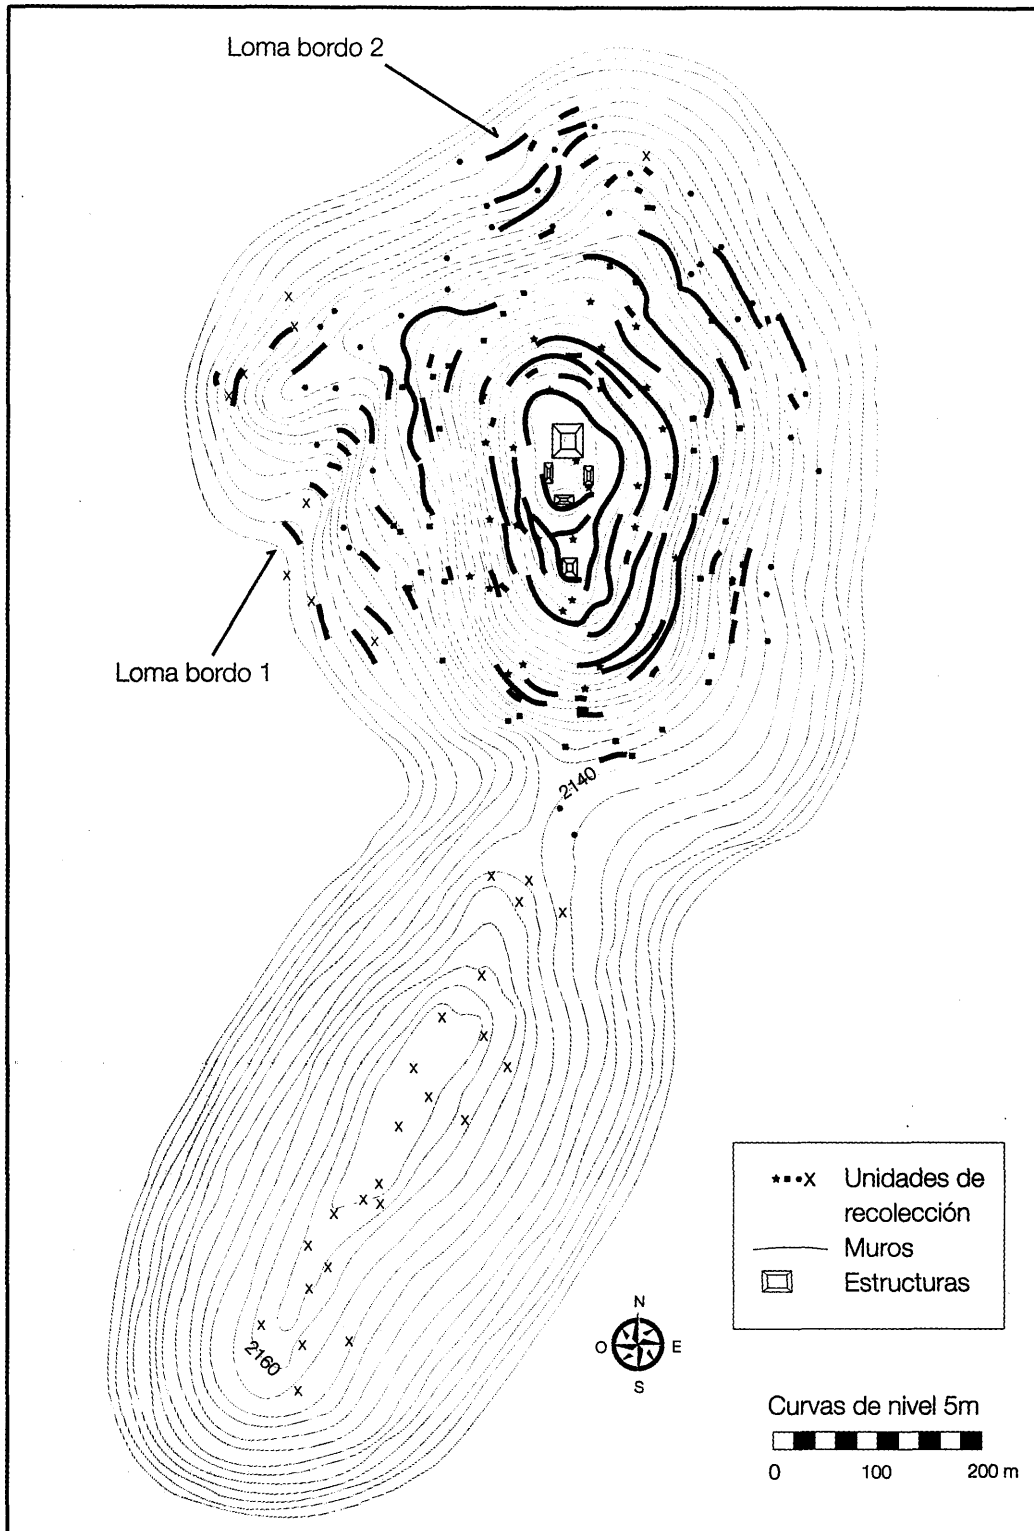 Loma bordo 2
Loma bordo 1
2140
2160
Unidades de
recolección
Muros
Estructuras
N
O E
S
Curvas de nivel 5m
0 100 200 m